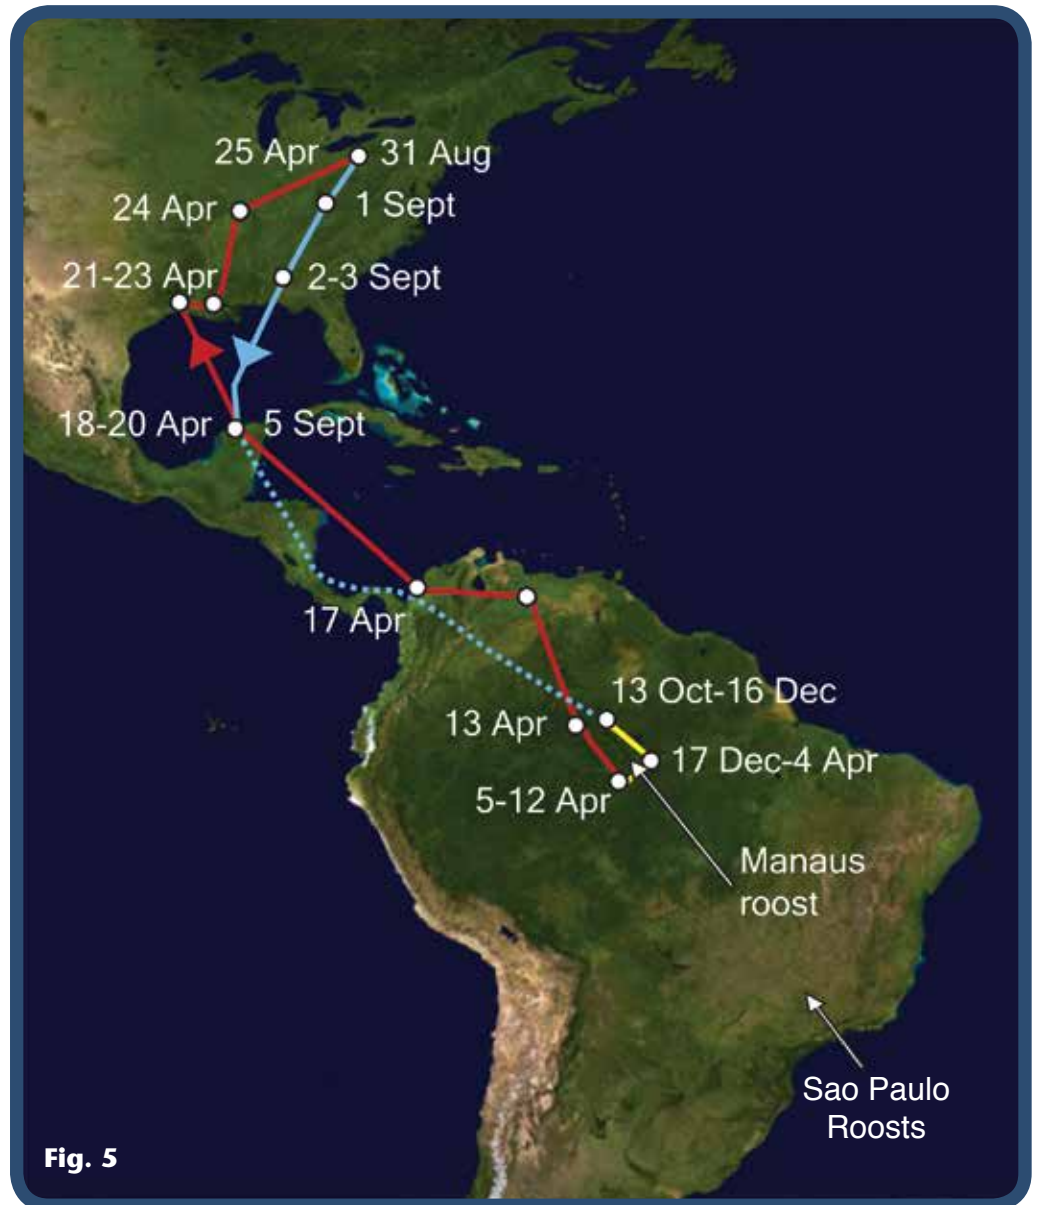 25 Apr
31 Aug
24 Apr
1 Sept
21-23 Apr
2-3 Sept
18-20 Apr
5 Sept
17 Apr
13 Oct-16 Dec
13 Apr
17 Dec-4 Apr
5-12 Apr
Manaus
roost
Sao Paulo
Roosts
Fig. 5